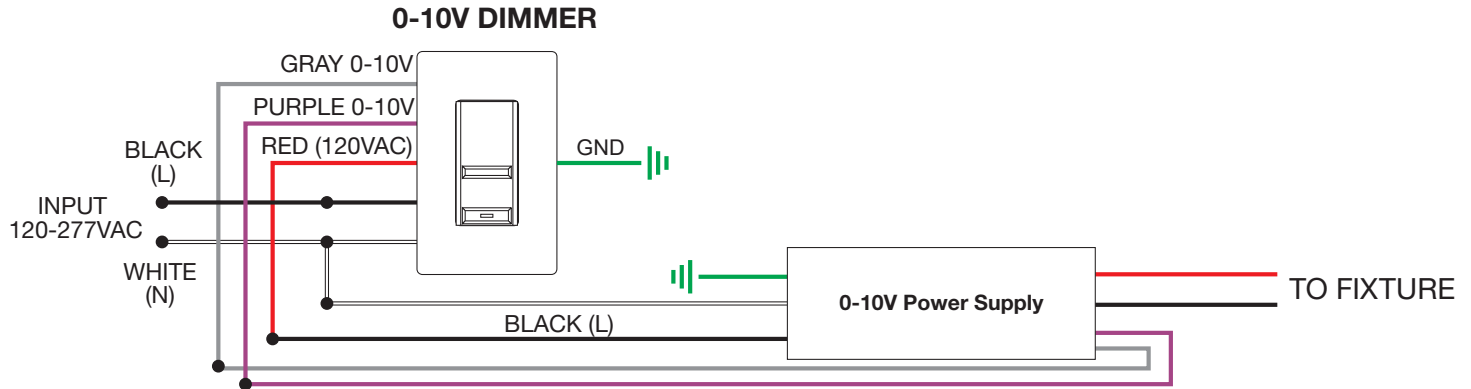 0-10V DIMMER
GRAY 0-10V
PURPLE 0-10V
RED (120VAC)
GND
BLACK
(L)
INPUT
120-277VAC
WHITE
(N)
0-10V Power Supply
TO FIXTURE
BLACK (L)